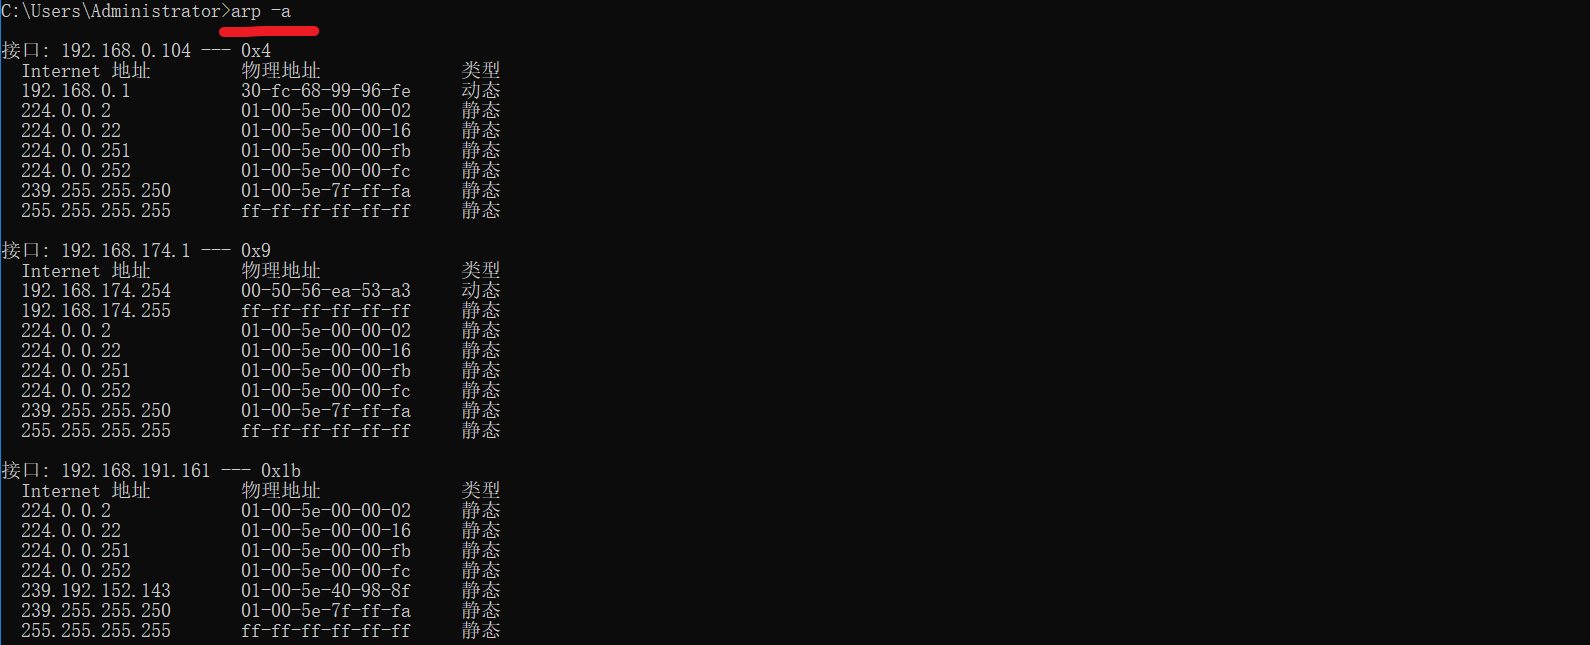 C:\Users\Administrator>arp -a
接口: 192.168.0.104 --- 0x4
Internet 地址 物理地址 类型
192.168.0.1 30-fc-68-99-96-fe 动态
224.0.0.2 01-00-5e-00-00-02 静态
224.0.0.22 01-00-5e-00-00-16 静态
224.0.0.251 01-00-5e-00-00-fb 静态
224.0.0.252 01-00-5e-00-00-fc 静态
239.255.255.250 01-00-5e-7f-ff-fa 静态
255.255.255.255 ff-ff-ff-ff-ff-ff 静态
接口: 192.168.174.1 --- 0x9
Internet 地址 物理地址 类型
192.168.174.254 00-50-56-ea-53-a3 动态
192.168.174.255 ff-ff-ff-ff-ff-ff 静态
224.0.0.2 01-00-5e-00-00-02 静态
224.0.0.22 01-00-5e-00-00-16 静态
224.0.0.251 01-00-5e-00-00-fb 静态
224.0.0.252 01-00-5e-00-00-fc 静态
239.255.255.250 01-00-5e-7f-ff-fa 静态
255.255.255.255 ff-ff-ff-ff-ff-ff 静态
接口: 192.168.191.161 --- 0x1b
Internet 地址 物理地址 类型
224.0.0.2 01-00-5e-00-00-02 静态
224.0.0.22 01-00-5e-00-00-16 静态
224.0.0.251 01-00-5e-00-00-fb 静态
224.0.0.252 01-00-5e-00-00-fc 静态
239.192.152.143 01-00-5e-40-98-8f 静态
239.255.255.250 01-00-5e-7f-ff-fa 静态
255.255.255.255 ff-ff-ff-ff-ff-ff 静态